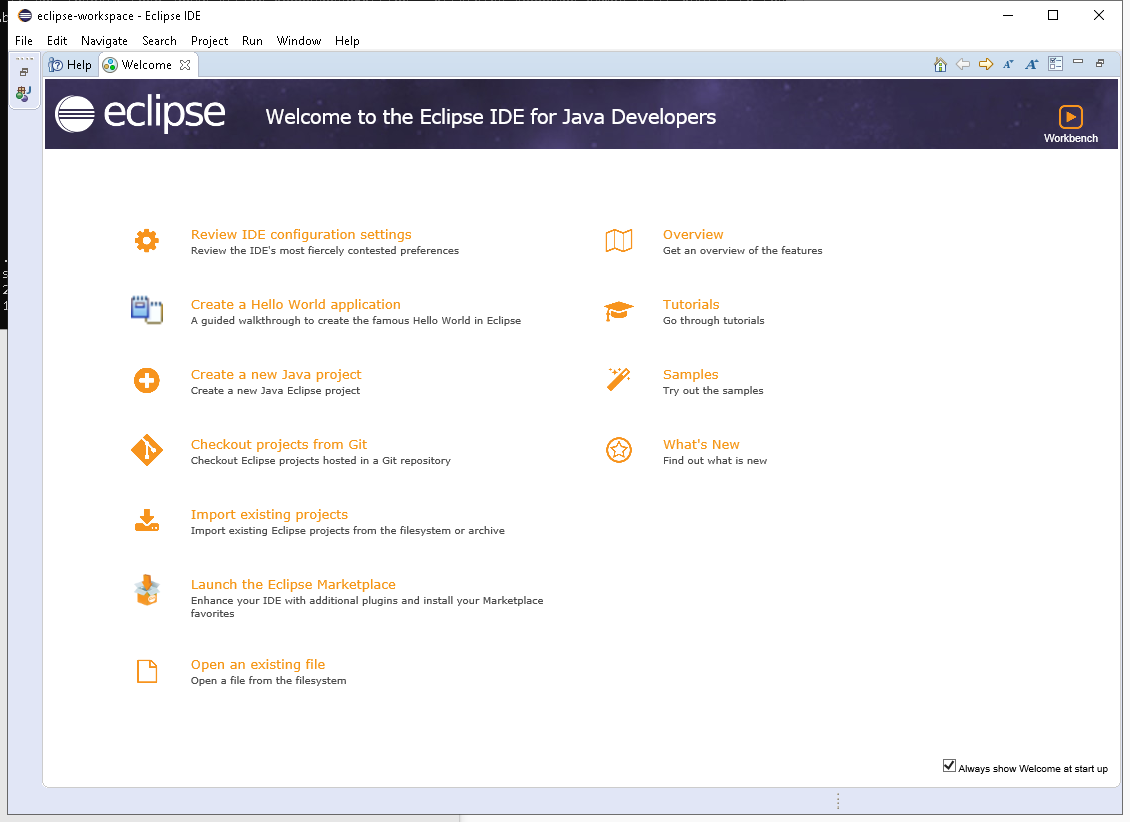 eclipse-workspace - Eclipse IDE
File Edit Navigate Search Project Run Window Help
Help Welcome
eclipse Welcome to the Eclipse IDE for Java Developers
Workbench
Review IDE configuration settings
Review the IDE's most fiercely contested preferences
Create a Hello World application
A guided walkthrough to create the famous Hello World in Eclipse
Create a new Java project
Create a new Java Eclipse project
Checkout projects from Git
Checkout Eclipse projects hosted in a Git repository
Import existing projects
Import existing Eclipse projects from the filesystem or archive
Launch the Eclipse Marketplace
Enhance your IDE with additional plugins and install your Marketplace
favorites
Open an existing file
Open a file from the filesystem
Overview
Get an overview of the features
Tutorials
Go through tutorials
Samples
Try out the samples
What's New
Find out what is new
Always show Welcome at start up